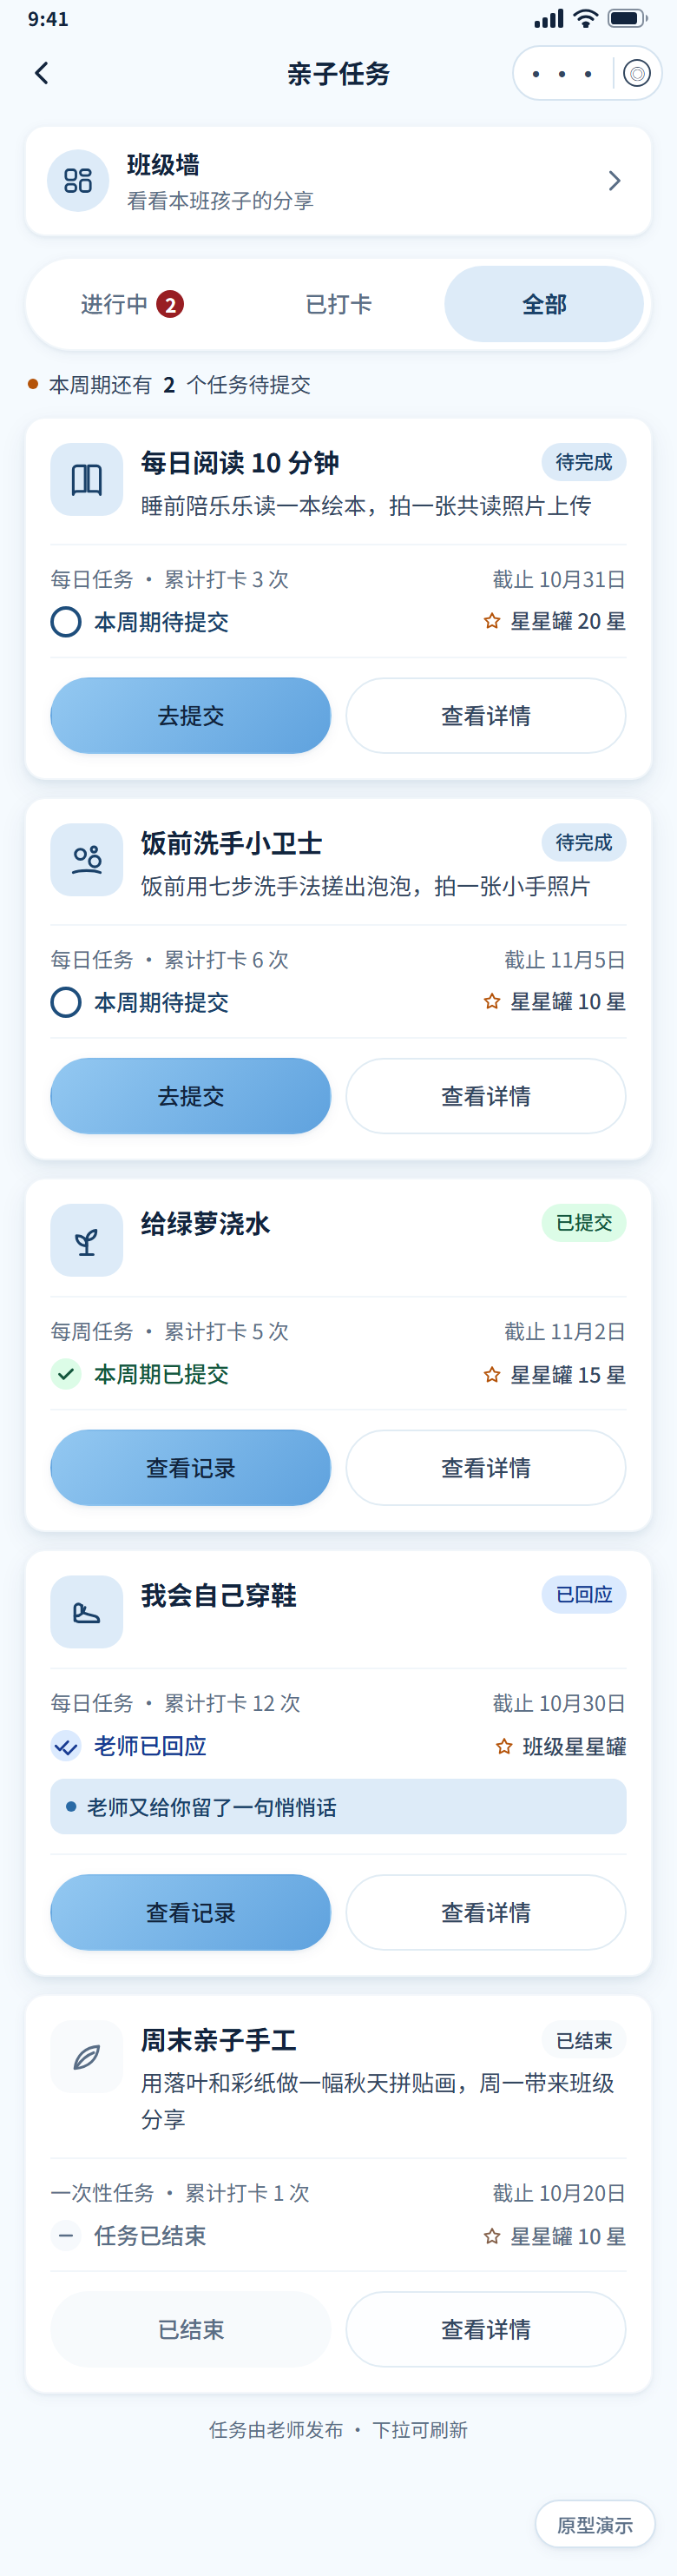 9:41
亲子任务
班级墙
看看本班孩子的分享
进行中 2
已打卡
全部
本周期还有 2 个任务待提交
每日阅读 10 分钟
待完成
睡前陪乐乐读一本绘本，拍一张共读照片上传
每日任务 · 累计打卡 3 次
截止 10月31日
本周期待提交
星星罐 20 星
去提交
查看详情
饭前洗手小卫士
待完成
饭前用七步洗手法搓出泡泡，拍一张小手照片
每日任务 · 累计打卡 6 次
截止 11月5日
本周期待提交
星星罐 10 星
去提交
查看详情
给绿萝浇水
已提交
每周任务 · 累计打卡 5 次
截止 11月2日
本周期已提交
星星罐 15 星
查看记录
查看详情
我会自己穿鞋
已回应
每日任务 · 累计打卡 12 次
截止 10月30日
老师已回应
班级星星罐
老师又给你留了一句悄悄话
查看记录
查看详情
周末亲子手工
已结束
用落叶和彩纸做一幅秋天拼贴画，周一带来班级
分享
一次性任务 · 累计打卡 1 次
截止 10月20日
任务已结束
星星罐 10 星
已结束
查看详情
任务由老师发布 · 下拉可刷新
原型演示